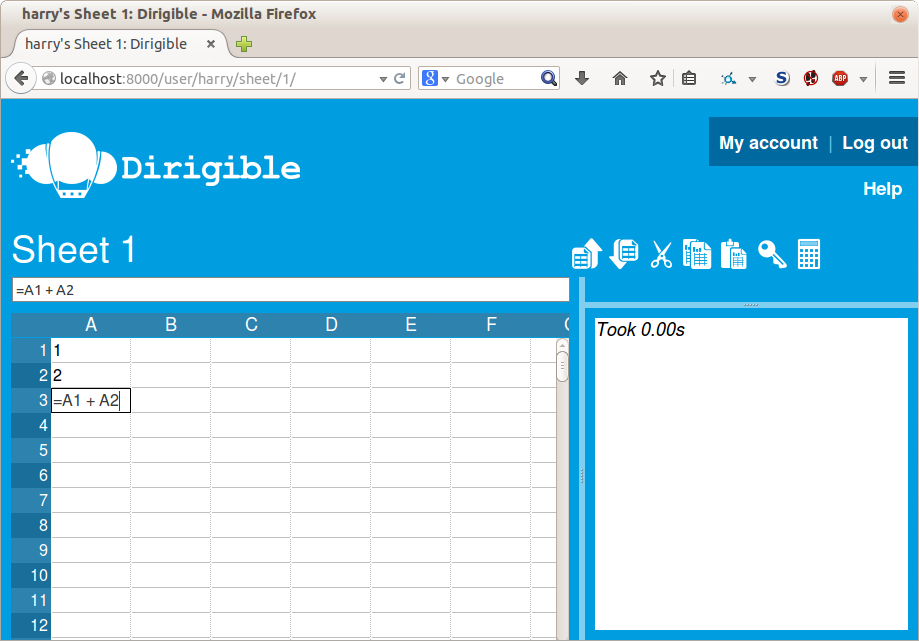 harry's Sheet 1: Dirigible - Mozilla Firefox
harry's Sheet 1: Dirigible
localhost:8000/user/harry/sheet/1/
8 Google
S
ABP
Dirigible
My account | Log out
Help
Sheet 1
=A1 + A2
A B C D E F
1 1
2 2
3 =A1 + A2
4
5
6
7
8
9
10
11
12
Took 0.00s